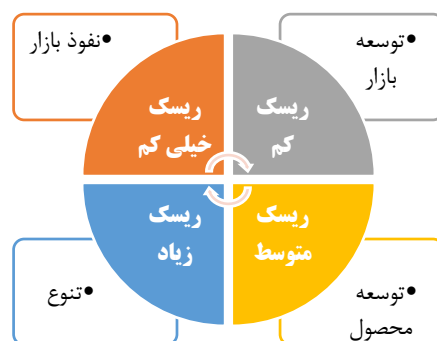 •توسعه
بازار
•نفوذ بازار
ریسک
کم
ریسک
خیلی کم
ریسک
متوسط
ریسک
زیاد
•توسعه
محصول
•تنوع